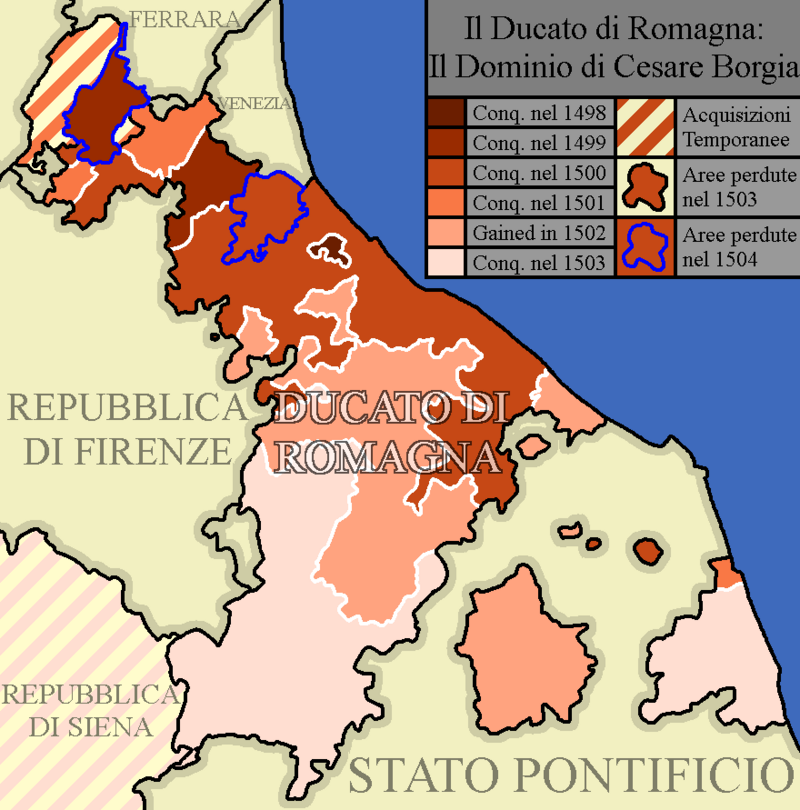 Il Ducato di Romagna:
Il Dominio di Cesare Borgia
Conq. nel 1498
Conq. nel 1499
Conq. nel 1500
Conq. nel 1501
Gained in 1502
Conq. nel 1503
Acquisizioni
Temporanee
Aree perdute
nel 1503
Aree perdute
nel 1504
FERRARA
VENEZIA
REPUBBLICA
DI FIRENZE
DUCATO DI
ROMAGNA
REPUBBLICA
DI SIENA
STATO PONTIFICIO